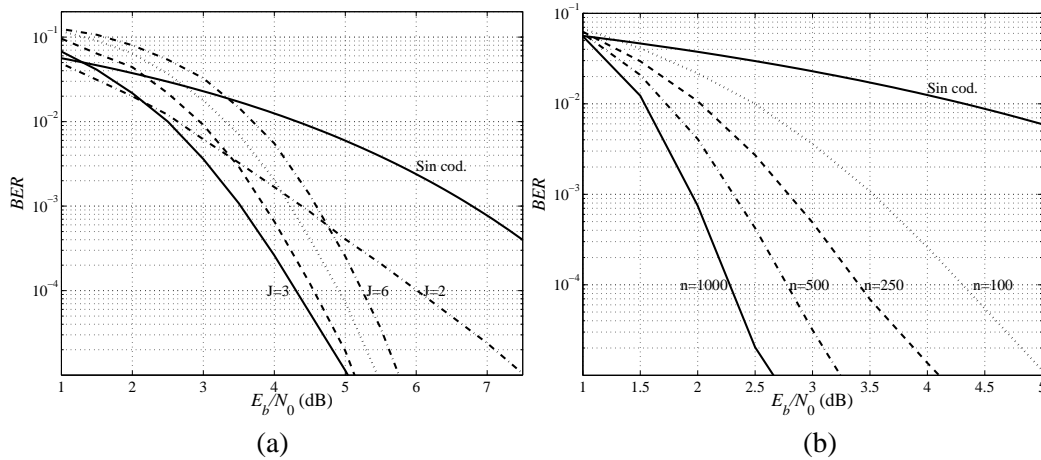 10^{-1}
10^{-2}
10^{-3}
10^{-4}
BER
Sin cod.
J=3
J=6
J=2
1 2 3 4 5 6 7
E_b/N_0 (dB)
(a)
10^{-1}
10^{-2}
10^{-3}
10^{-4}
BER
Sin cod.
n=1000
n=500
n=250
n=100
1 1.5 2 2.5 3 3.5 4 4.5 5
E_b/N_0 (dB)
(b)